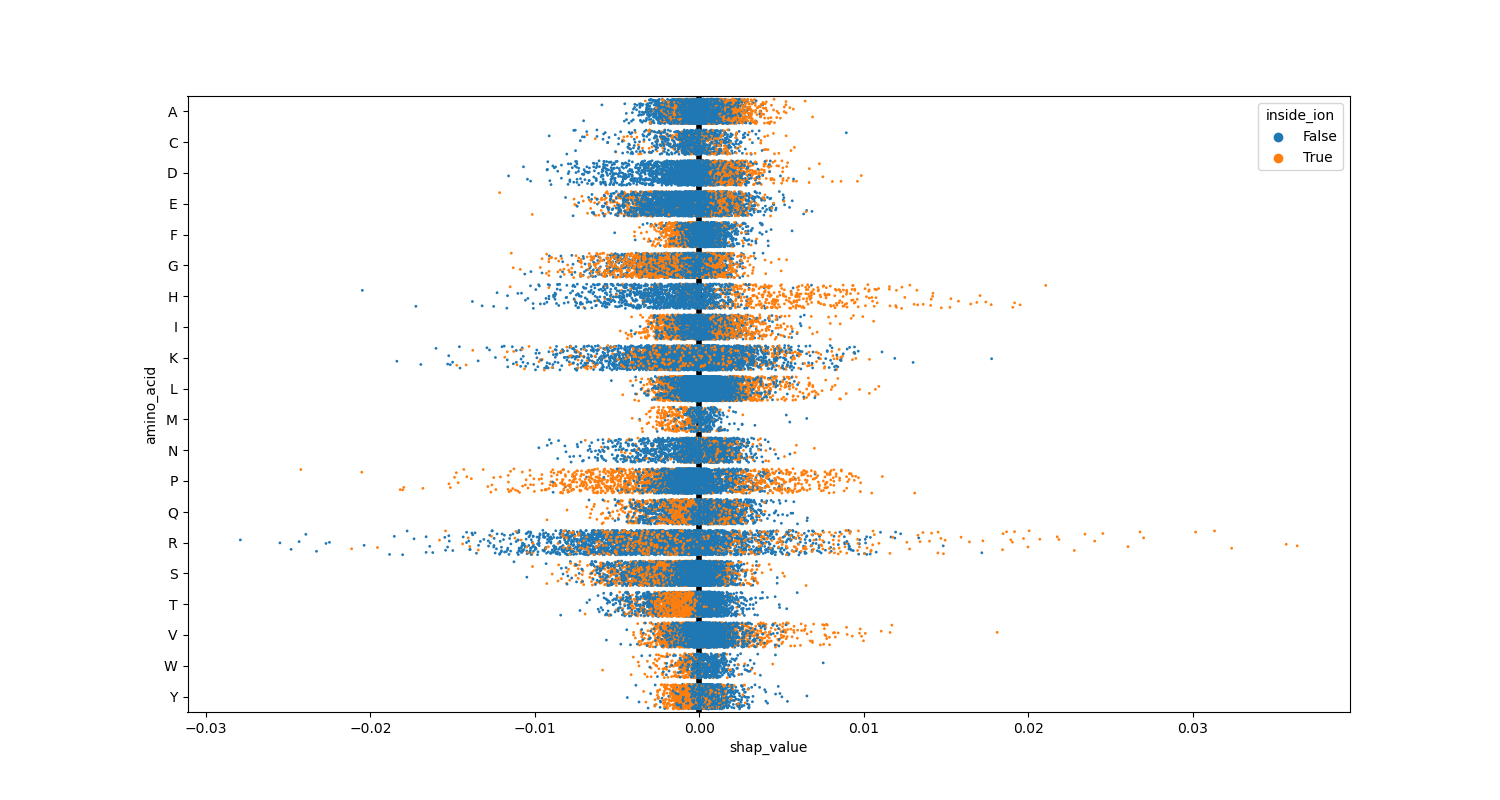 inside_ion
False
True
amino_acid
A
C
D
E
F
G
H
I
K
L
M
N
P
Q
R
S
T
V
W
Y
−0.03 −0.02 −0.01 0.00 0.01 0.02 0.03
shap_value